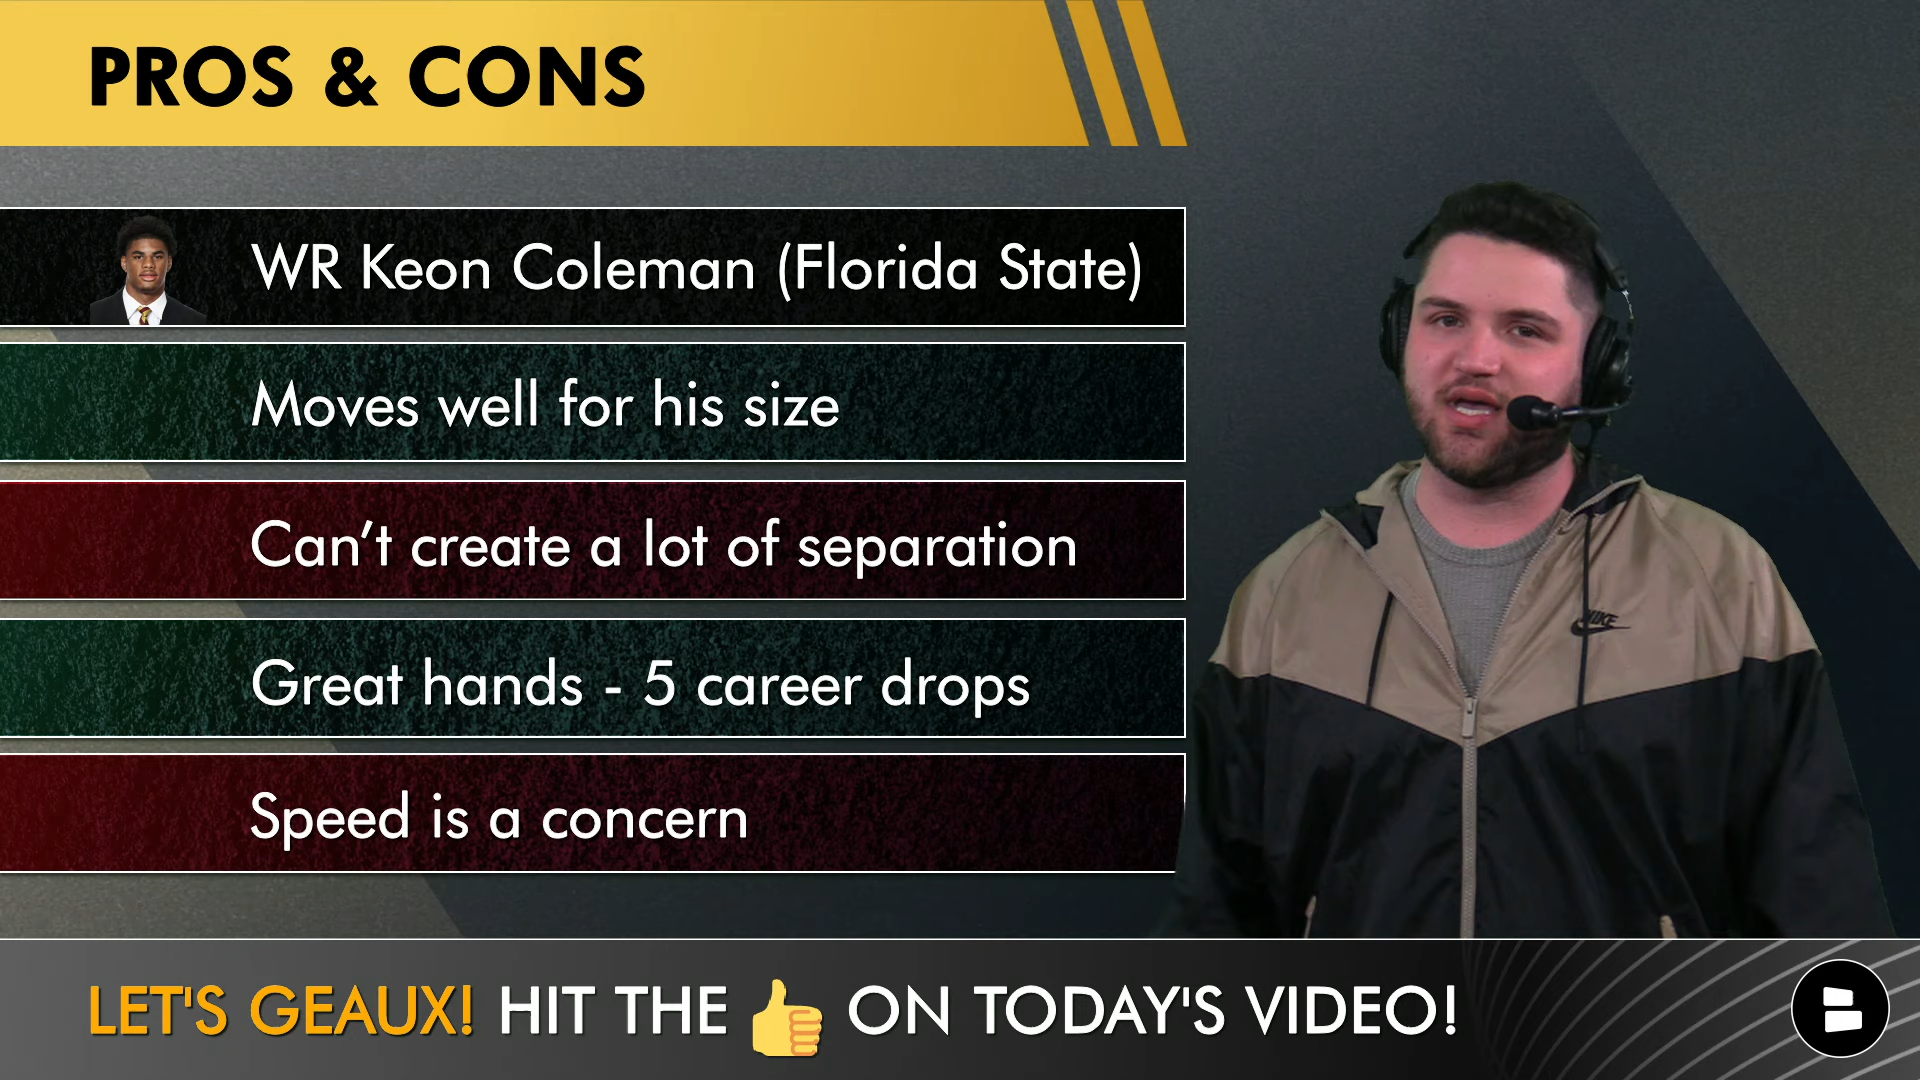 PROS & CONS
WR Keon Coleman (Florida State)
Moves well for his size
Can't create a lot of separation
Great hands - 5 career drops
Speed is a concern
NIKE
LET'S GEAUX! HIT THE 👍 ON TODAY'S VIDEO!